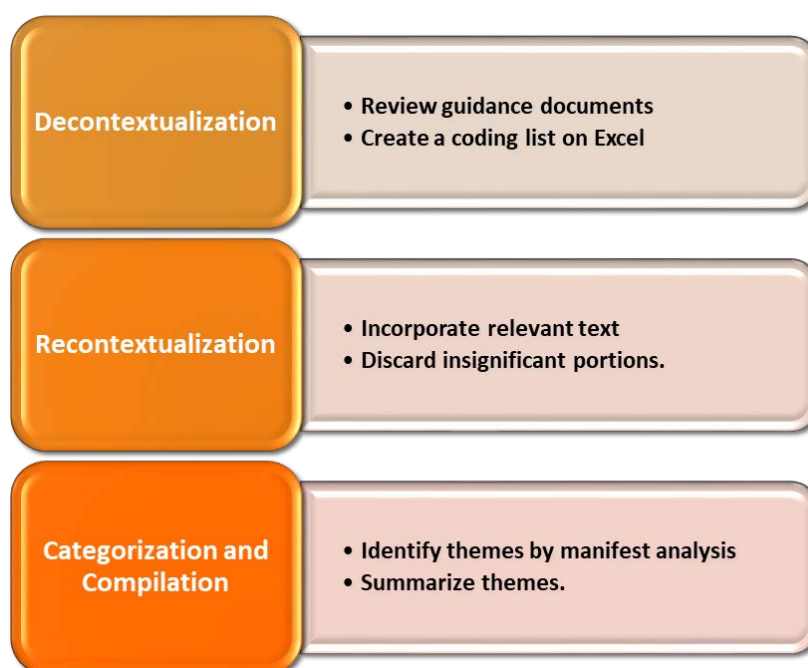 Decontextualization
• Review guidance documents
• Create a coding list on Excel
Recontextualization
• Incorporate relevant text
• Discard insignificant portions.
Categorization and
Compilation
• Identify themes by manifest analysis
• Summarize themes.